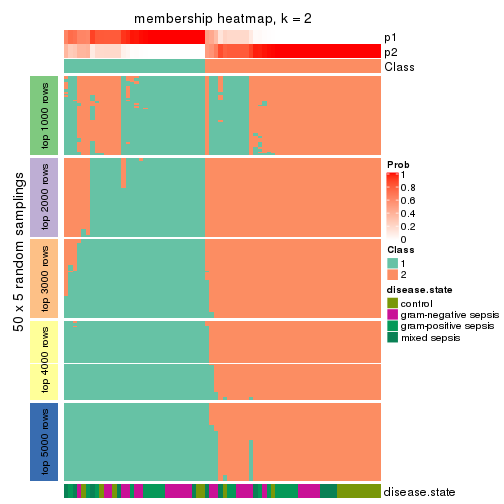 membership heatmap, k = 2
p1
p2
Class
50 x 5 random samplings
top 1000 rows
top 2000 rows
top 3000 rows
top 4000 rows
top 5000 rows
Prob
1
0.8
0.6
0.4
0.2
0
Class
1
2
disease.state
control
gram-negative sepsis
gram-positive sepsis
mixed sepsis
disease.state